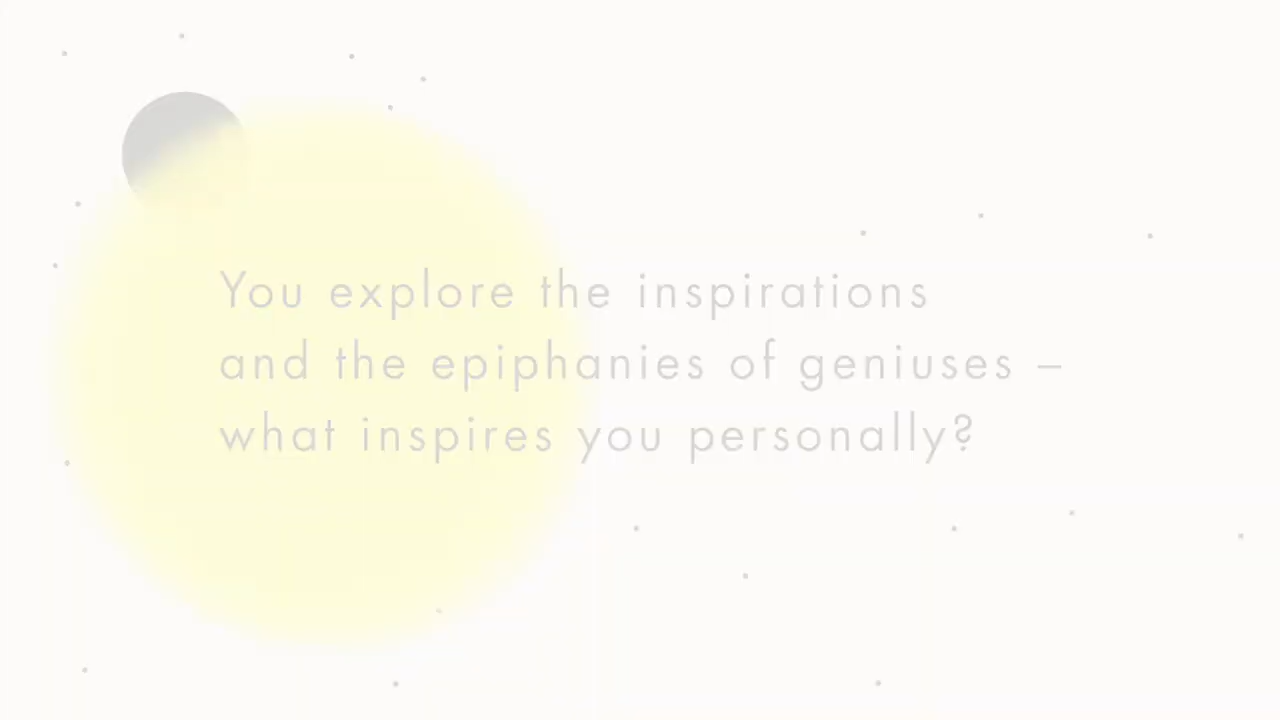 You explore the inspirations
and the epiphanies of geniuses –
what inspires you personally?